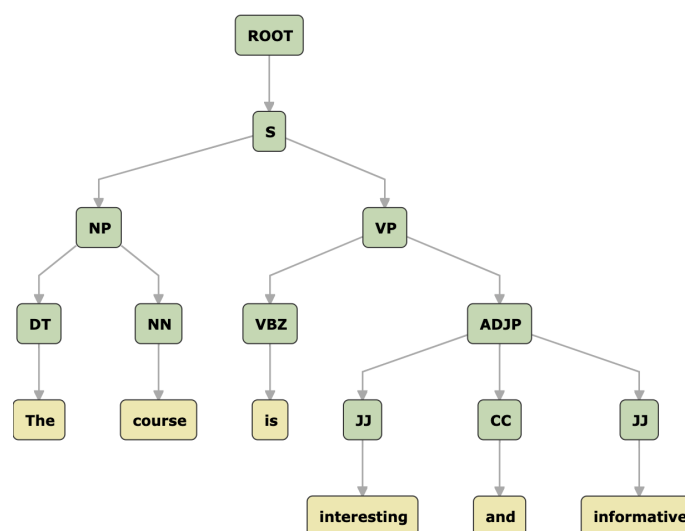 ROOT
S
NP VP
DT NN VBZ ADJP
The course is JJ CC JJ
interesting and informative